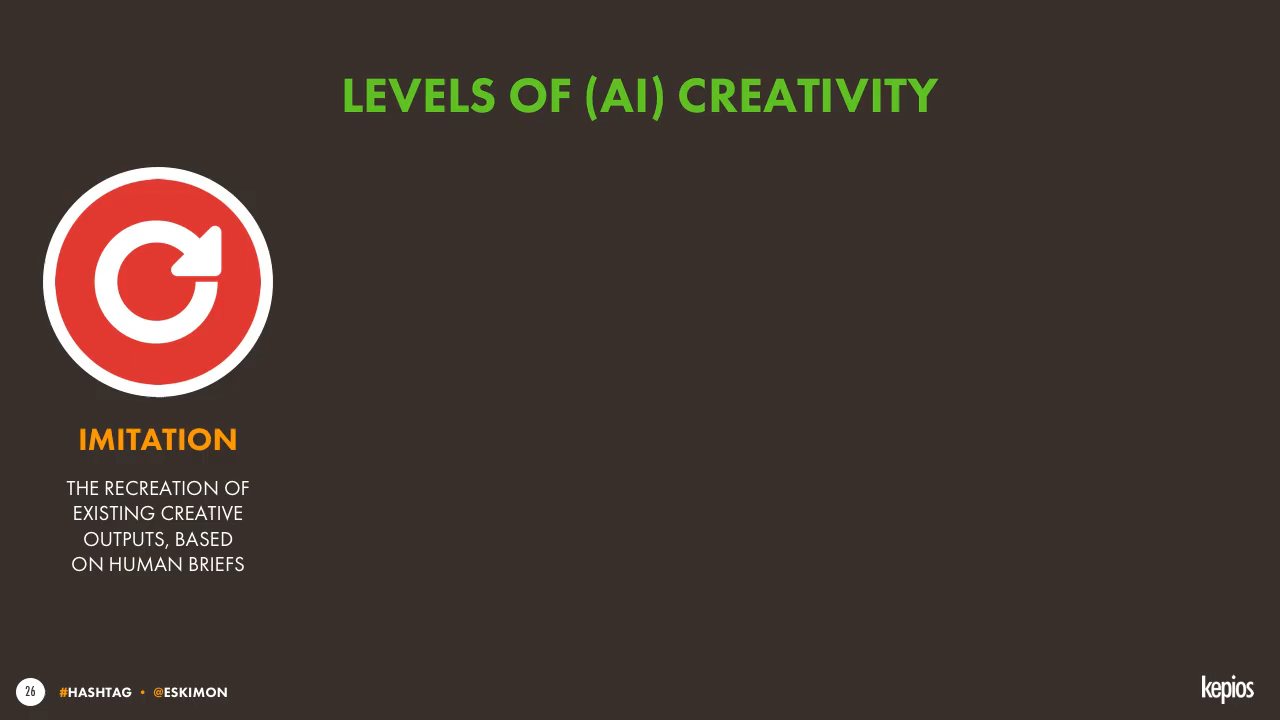 LEVELS OF (AI) CREATIVITY
IMITATION
THE RECREATION OF
EXISTING CREATIVE
OUTPUTS, BASED
ON HUMAN BRIEFS
26 #HASHTAG • @ESKIMON
kepios